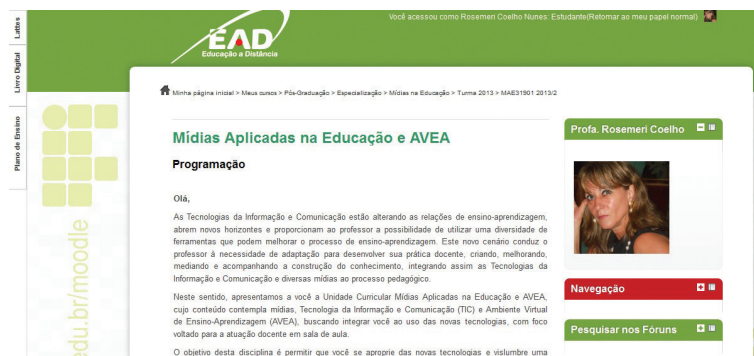 Você acessou como Rosemeri Coelho Nunes: Estudante(Retornar ao meu papel normal)
EAD
Educação a Distância
Lattes
Livro Digital
Plano de Ensino
edu.br/moodle
Minha página inicial > Meus cursos > Pós-Graduação > Especialização > Mídias na Educação > Turma 2013 > MAE31901 2013/2
Mídias Aplicadas na Educação e AVEA
Programação
Olá,
As Tecnologias da Informação e Comunicação estão alterando as relações de ensino-aprendizagem,
abrem novos horizontes e proporcionam ao professor a possibilidade de utilizar uma diversidade de
ferramentas que podem melhorar o processo de ensino-aprendizagem. Este novo cenário conduz o
professor à necessidade de adaptação para desenvolver sua prática docente, criando, melhorando,
mediando e acompanhando a construção do conhecimento, integrando assim as Tecnologias da
Informação e Comunicação e diversas mídias ao processo pedagógico.
Neste sentido, apresentamos a você a Unidade Curricular Mídias Aplicadas na Educação e AVEA,
cujo conteúdo contempla mídias, Tecnologia da Informação e Comunicação (TIC) e Ambiente Virtual
de Ensino-Aprendizagem (AVEA), buscando integrar você ao uso das novas tecnologias, com foco
voltado para a atuação docente em sala de aula.
O objetivo desta disciplina é permitir que você se aproprie das novas tecnologias e vislumbre uma
Profa. Rosemeri Coelho
Navegação
Pesquisar nos Fóruns